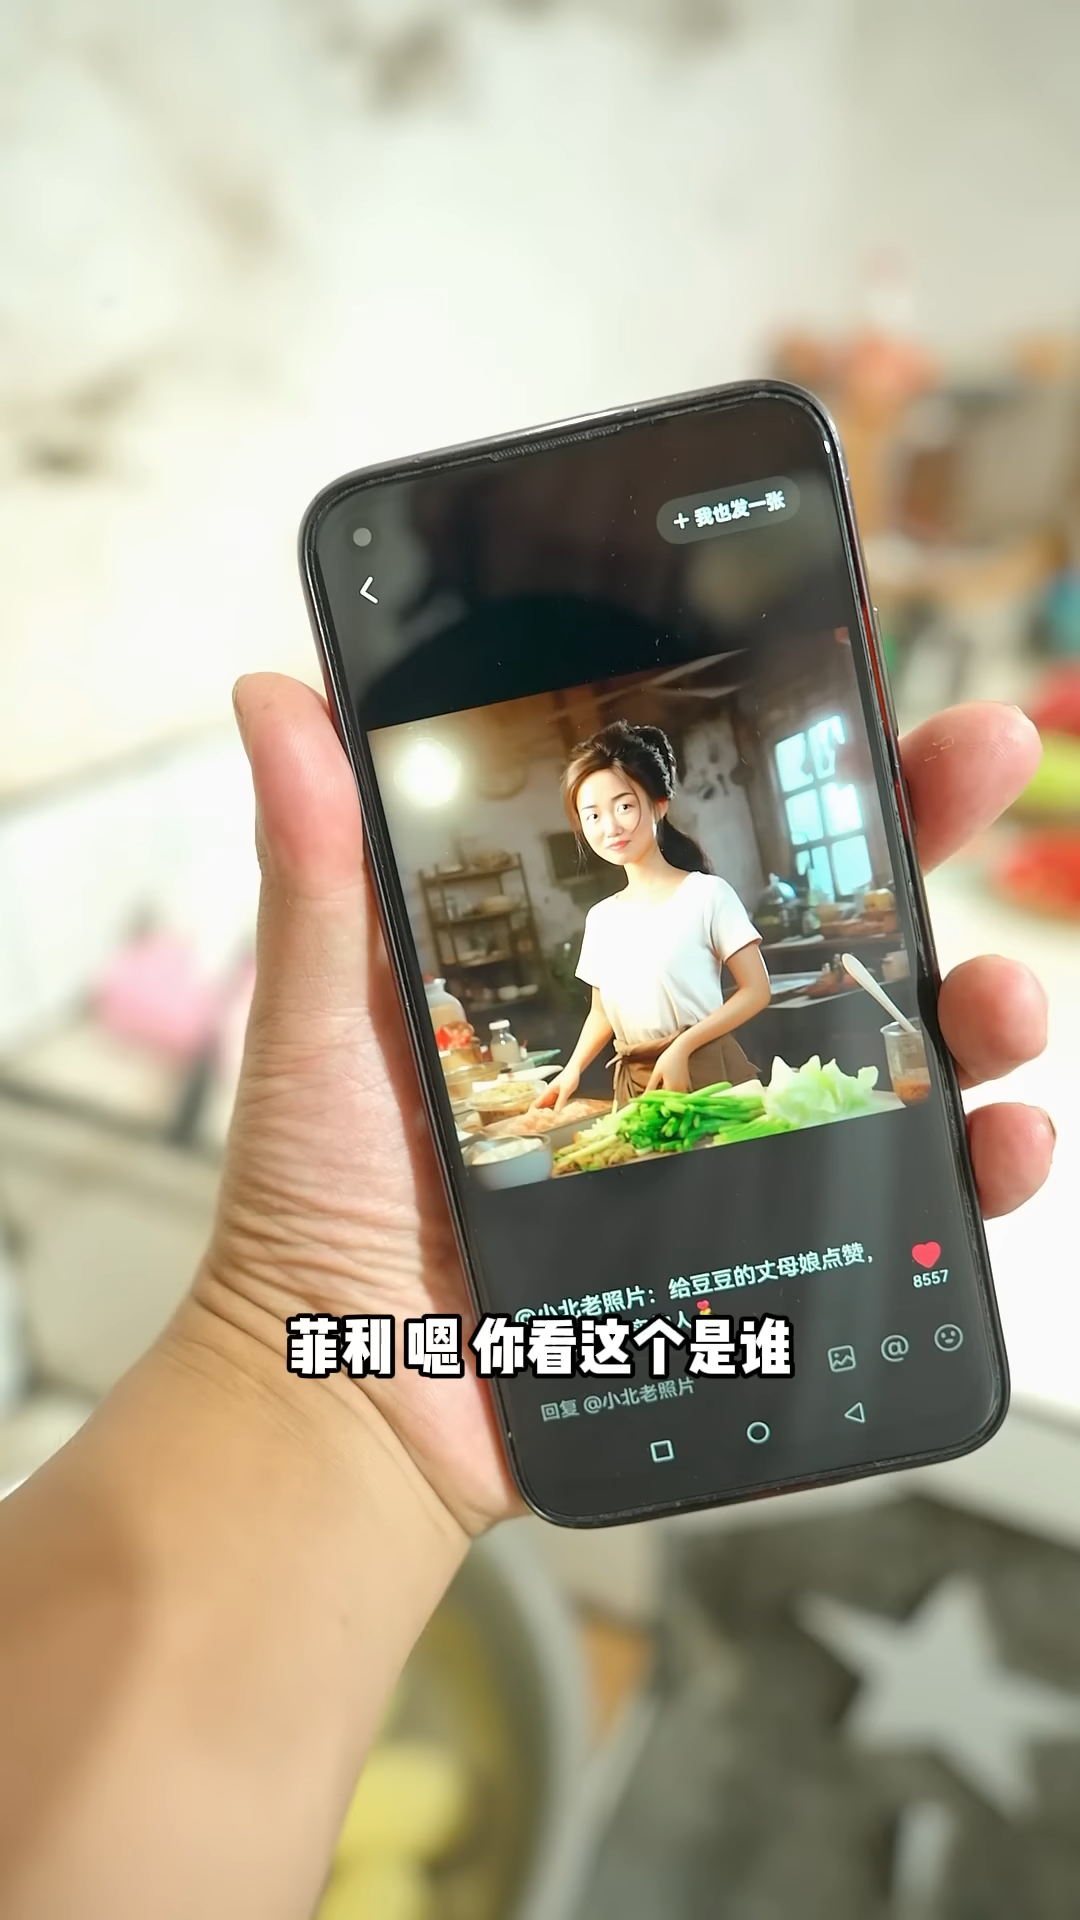 + 我也发一张
@小北老照片：给豆豆的丈母娘点赞，
人
8557
菲利 嗯 你看这个是谁
回复 @小北老照片